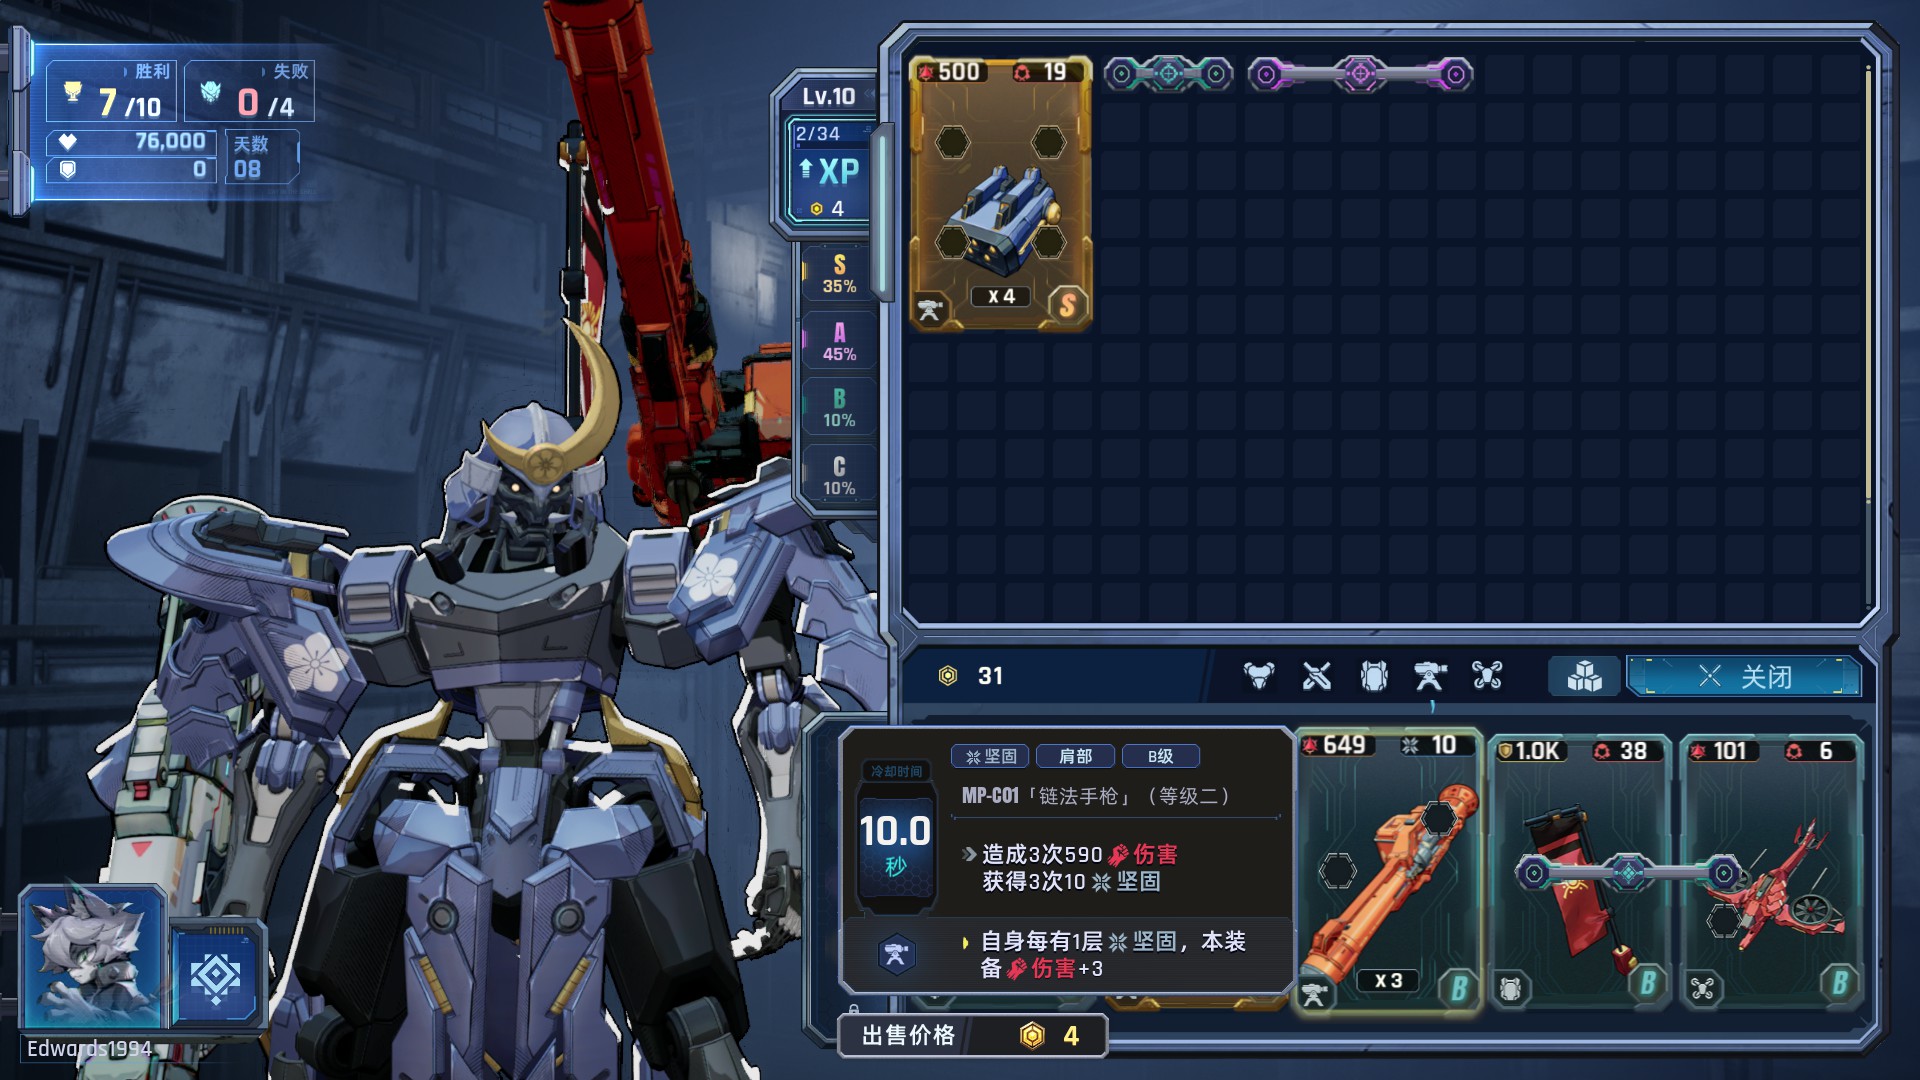 胜利
7/10
失败
0/4
76,000
0
天数
08
Lv.10
2/34
XP
4
S
35%
A
45%
B
10%
C
10%
500
19
x4
S
31
关闭
冷却时间
10.0
秒
坚固
肩部
B级
MP-C01「链法手枪」（等级二）
造成3次590伤害
获得3次10坚固
自身每有1层坚固，本装
备伤害+3
出售价格
4
649
10
x3
B
1.0K
38
B
101
6
B
Edwards1994